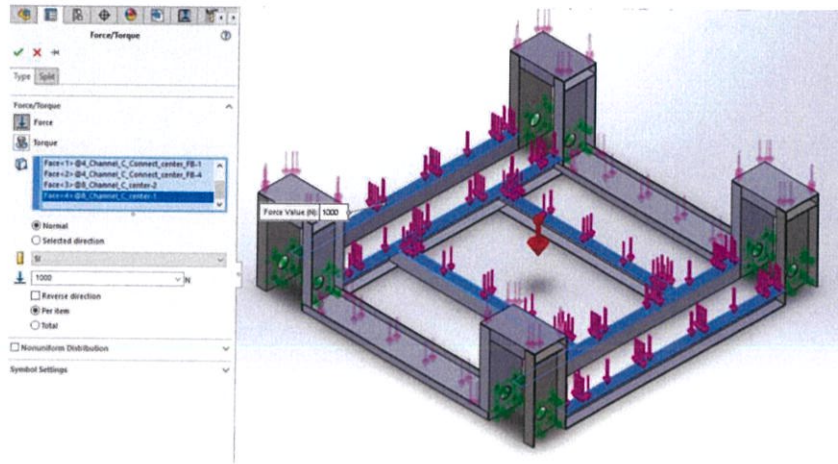 Force/Torque
Type Split
Force/Torque
Force
Torque
Face<1>@4_Channel_C_Connect_center_FB-1
Face<2>@4_Channel_C_Connect_center_FB-4
Face<3>@8_Channel_C_center-2
Face<4>@8_Channel_C_center-1
Normal
Selected direction
SI
1000 N
Reverse direction
Per item
Total
Nonuniform Distibution
Symbol Settings
Force Value (N): 1000